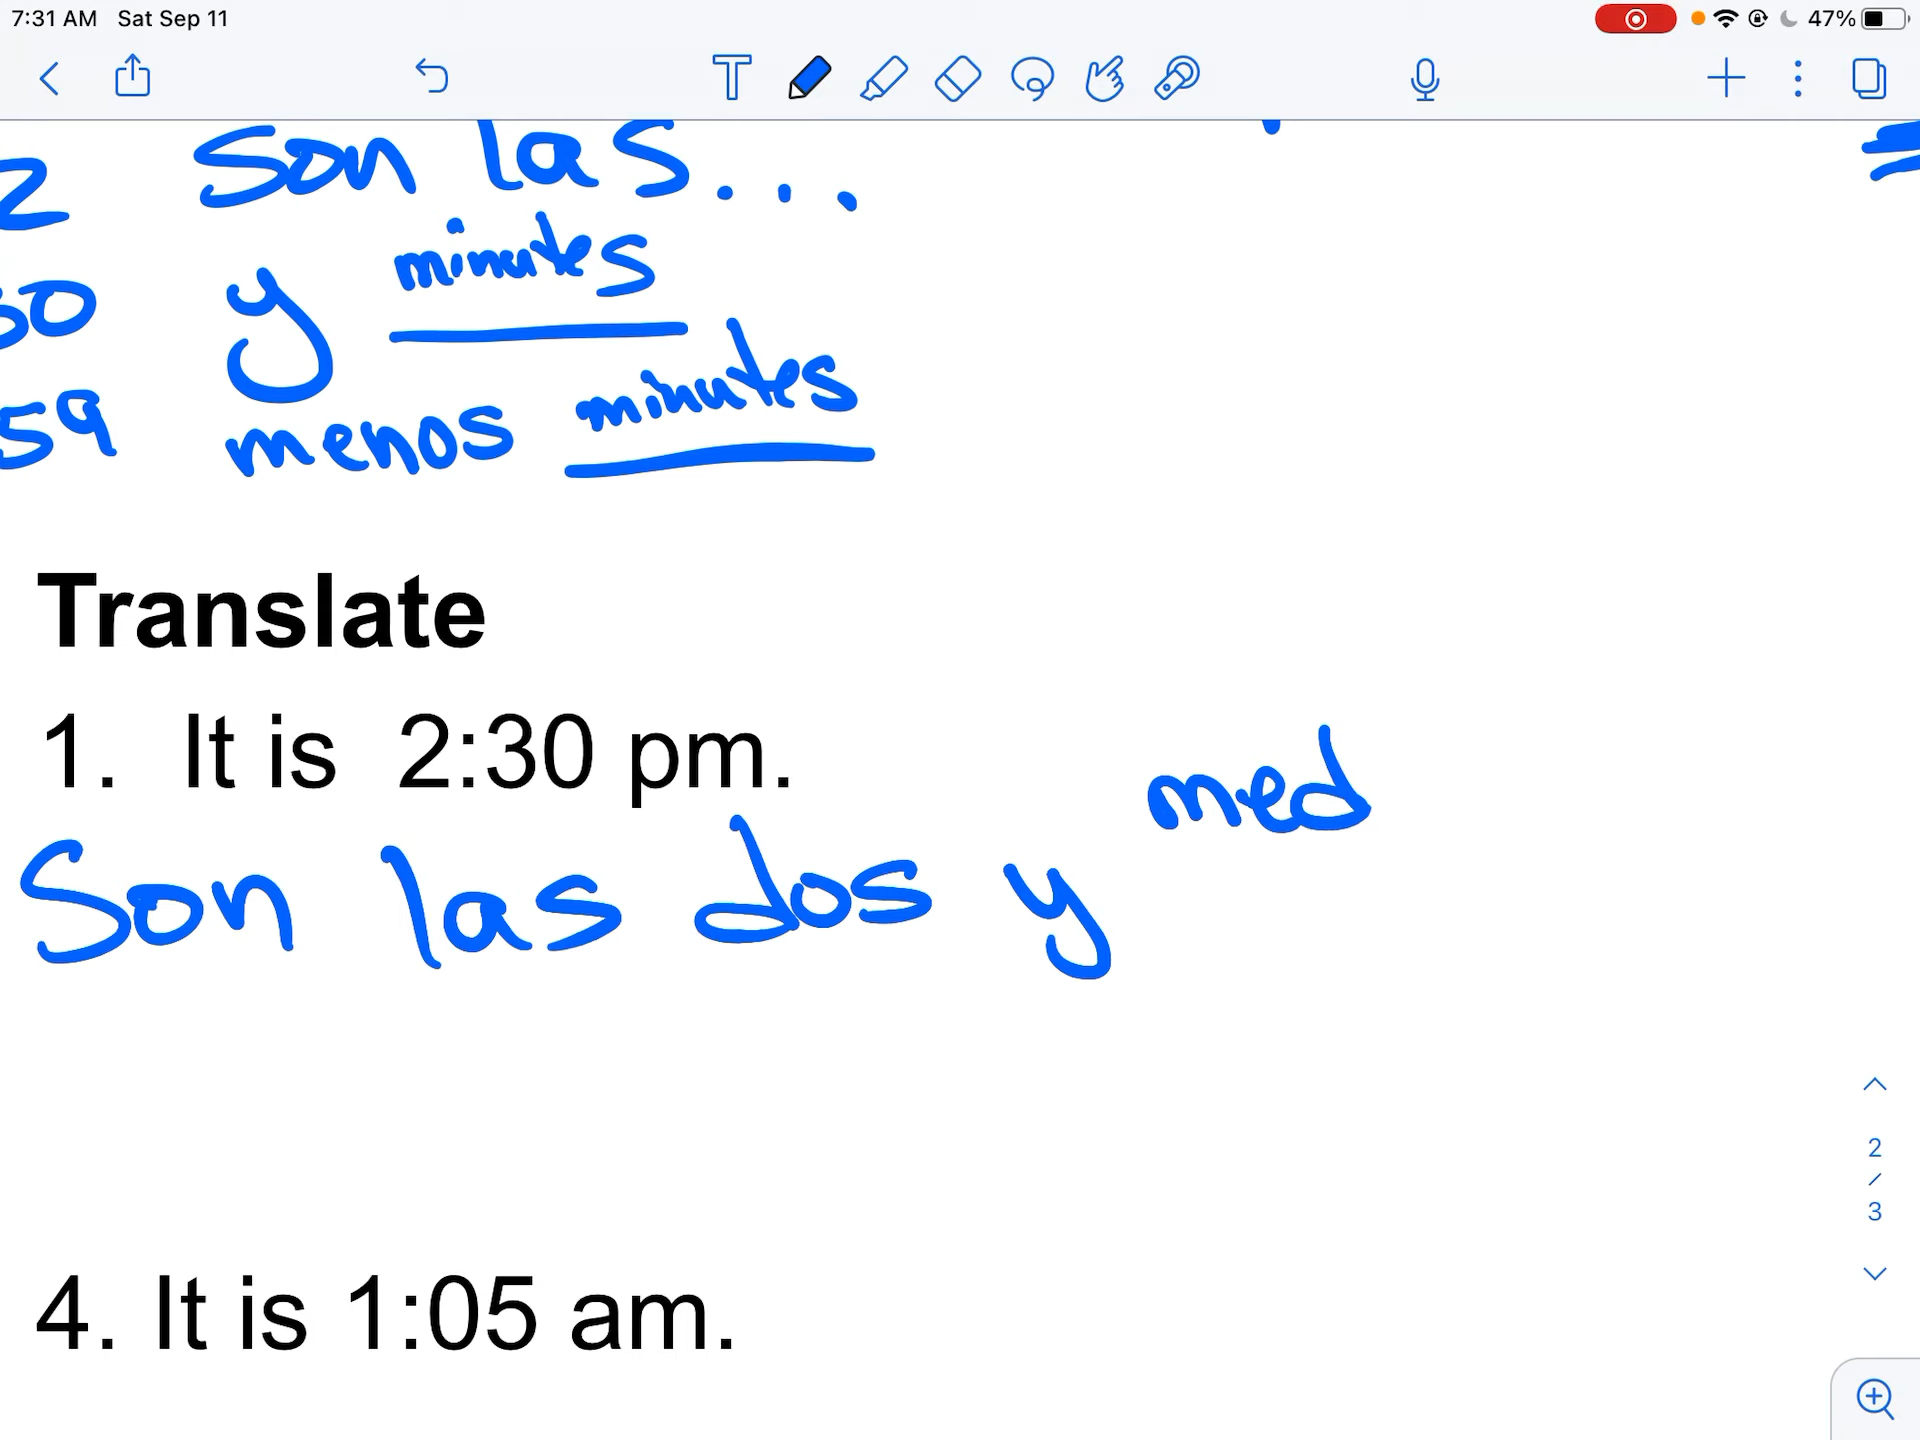 7:31 AM Sat Sep 11
47%
T
2 Son las...
30 y minutes
59 menos minutes
Translate
1. It is 2:30 pm.
med
Son las dos y
2
/
3
4. It is 1:05 am.